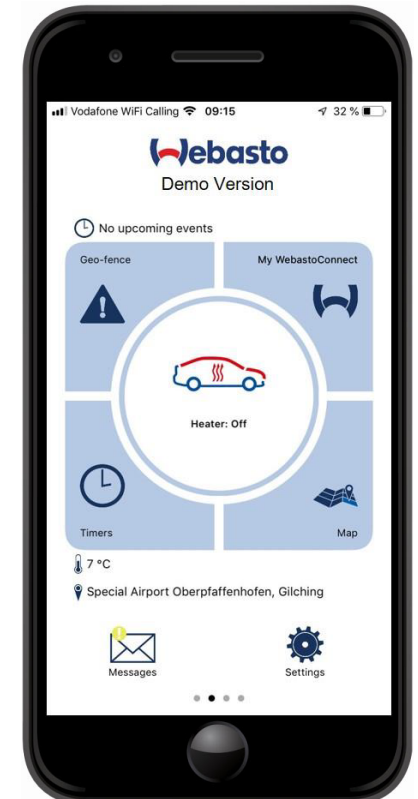 Vodafone WiFi Calling 09:15 32 %
Webasto
Demo Version
No upcoming events
Geo-fence My WebastoConnect
Heater: Off
Timers Map
7 °C
Special Airport Oberpfaffenhofen, Gilching
Messages Settings